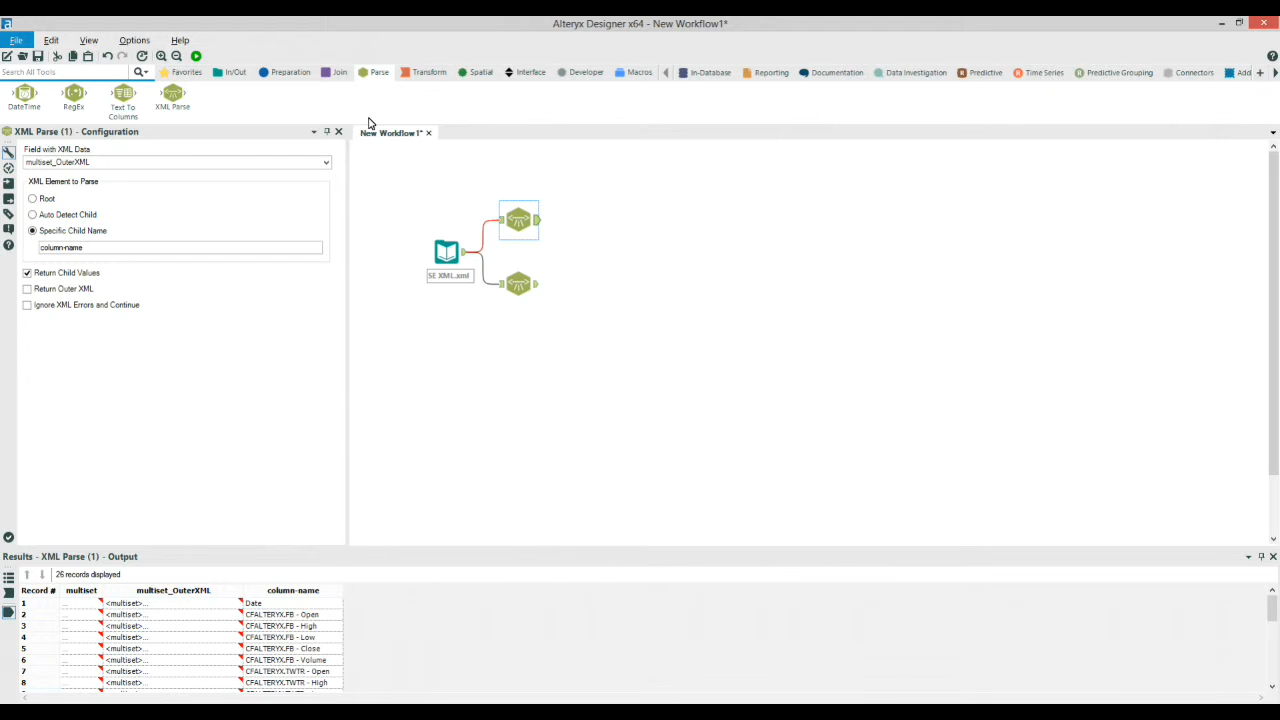 Alteryx Designer x64 - New Workflow1*
File Edit View Options Help
Search All Tools Favorites In/Out Preparation Join Parse Transform Spatial Interface Developer Macros In-Database Reporting Documentation Data Investigation Predictive Time Series Predictive Grouping Connectors Add
DateTime RegEx Text To Columns XML Parse
XML Parse (1) - Configuration
New Workflow1*
Field with XML Data
multiset_OuterXML
XML Element to Parse
Root
Auto Detect Child
Specific Child Name
column-name
Return Child Values
Return Outer XML
Ignore XML Errors and Continue
SE XML.xml
Results - XML Parse (1) - Output
26 records displayed
Record # multiset multiset_OuterXML column-name
1 ... <multiset>... Date
2 ... <multiset>... CFALTERYX.FB - Open
3 ... <multiset>... CFALTERYX.FB - High
4 ... <multiset>... CFALTERYX.FB - Low
5 ... <multiset>... CFALTERYX.FB - Close
6 ... <multiset>... CFALTERYX.FB - Volume
7 ... <multiset>... CFALTERYX.TWTR - Open
8 ... <multiset>... CFALTERYX.TWTR - High